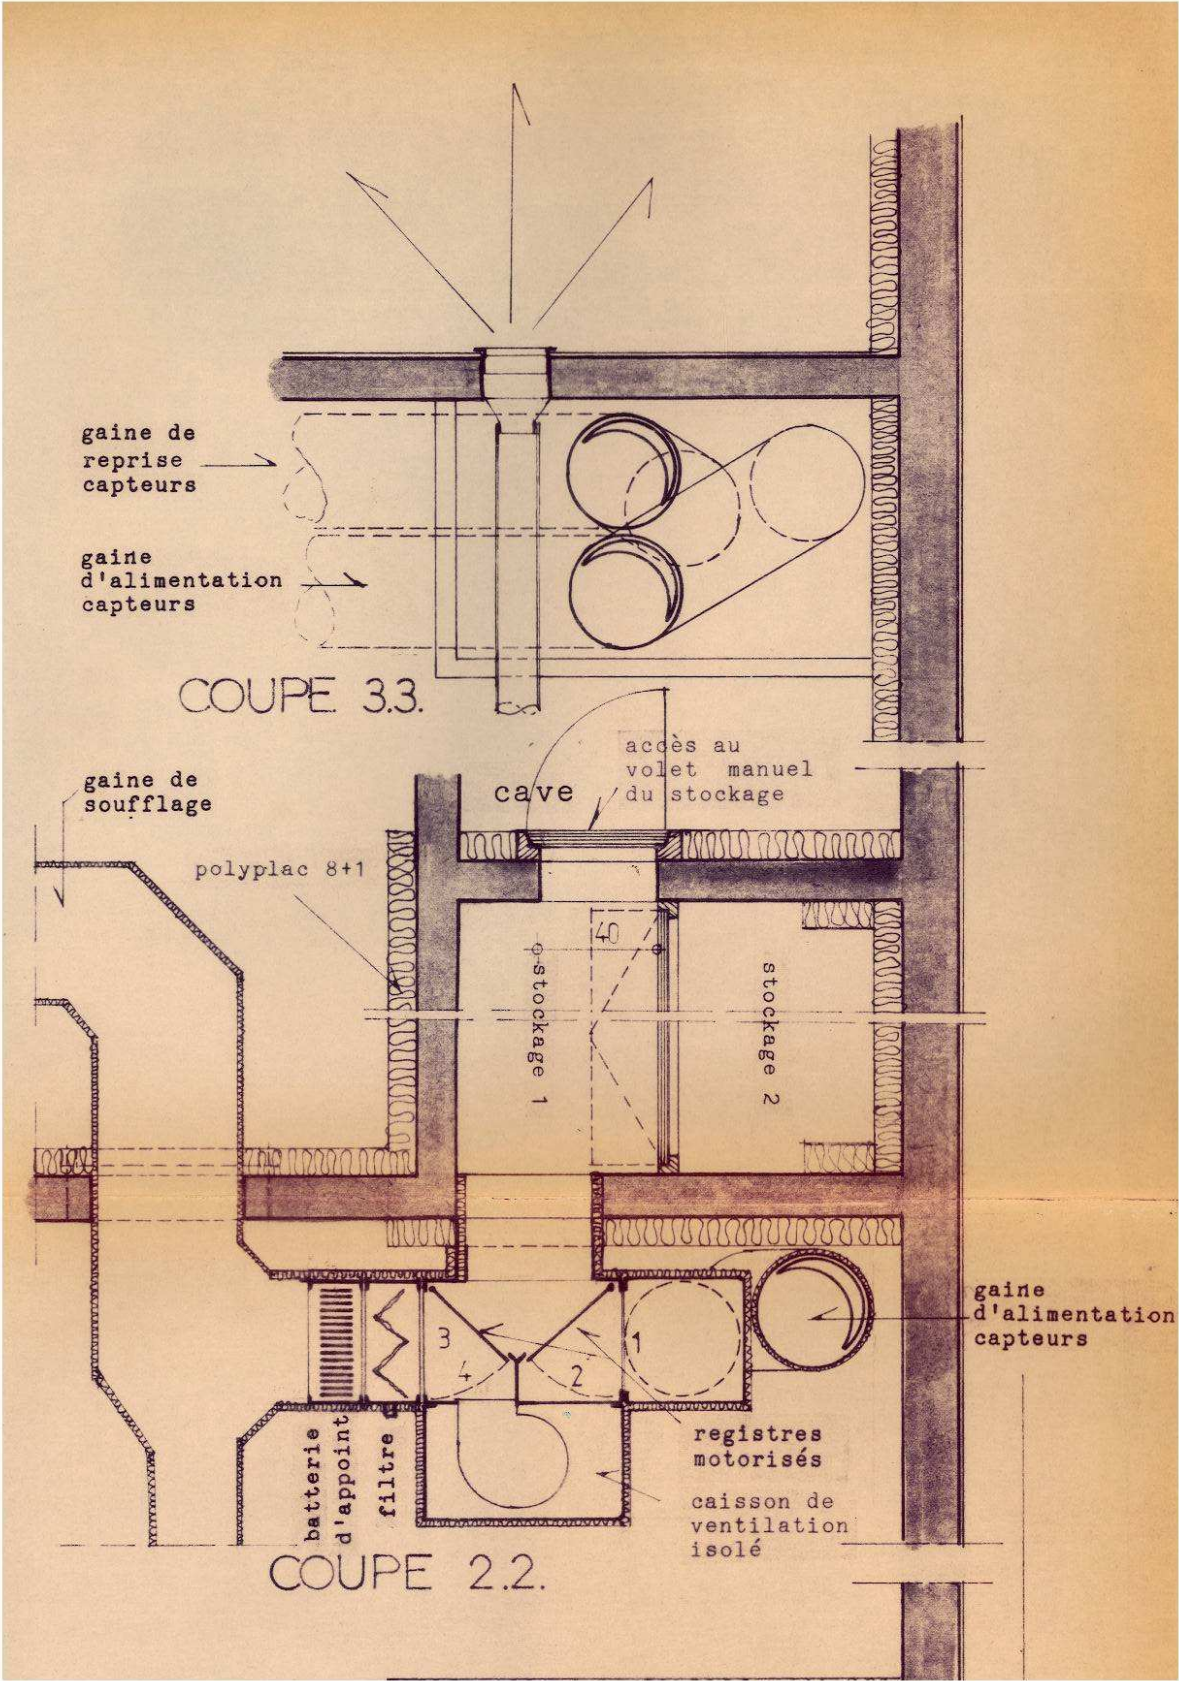 gaine de
reprise
capteurs
gaine
d'alimentation
capteurs
COUPE 3.3.
accès au
volet manuel
du stockage
cave
gaine de
soufflage
polyplac 8+1
40
stockage 1
stockage 2
gaine
d'alimentation
capteurs
1
2
3
4
batterie
d'appoint
filtre
registres
motorisés
caisson de
ventilation
isolé
COUPE 2.2.